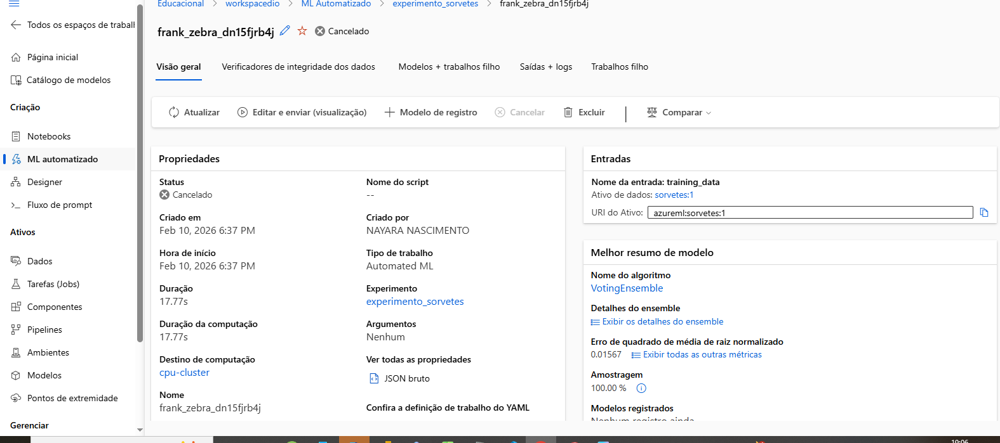 Educacional > workspacedio > ML Automatizado > experimento_sorvetes > frank_zebra_dn15fjrb4j
Todos os espaços de trabalh
Página inicial
Catálogo de modelos
Criação
Notebooks
ML automatizado
Designer
Fluxo de prompt
Ativos
Dados
Tarefas (Jobs)
Componentes
Pipelines
Ambientes
Modelos
Pontos de extremidade
Gerenciar
frank_zebra_dn15fjrb4j Cancelado
Visão geral Verificadores de integridade dos dados Modelos + trabalhos filho Saídas + logs Trabalhos filho
Atualizar Editar e enviar (visualização) Modelo de registro Cancelar Excluir Comparar
Propriedades
Status
Cancelado
Criado em
Feb 10, 2026 6:37 PM
Hora de início
Feb 10, 2026 6:37 PM
Duração
17.77s
Duração da computação
17.77s
Destino de computação
cpu-cluster
Nome
frank_zebra_dn15fjrb4j
Nome do script
--
Criado por
NAYARA NASCIMENTO
Tipo de trabalho
Automated ML
Experimento
experimento_sorvetes
Argumentos
Nenhum
Ver todas as propriedades
JSON bruto
Confira a definição de trabalho do YAML
Entradas
Nome da entrada: training_data
Ativo de dados: sorvetes:1
URI do Ativo: azureml:sorvetes:1
Melhor resumo de modelo
Nome do algoritmo
VotingEnsemble
Detalhes do ensemble
Exibir os detalhes do ensemble
Erro de quadrado de média de raiz normalizado
0.01567 Exibir todas as outras métricas
Amostragem
100.00 %
Modelos registrados
Nenhum registro ainda
19:06